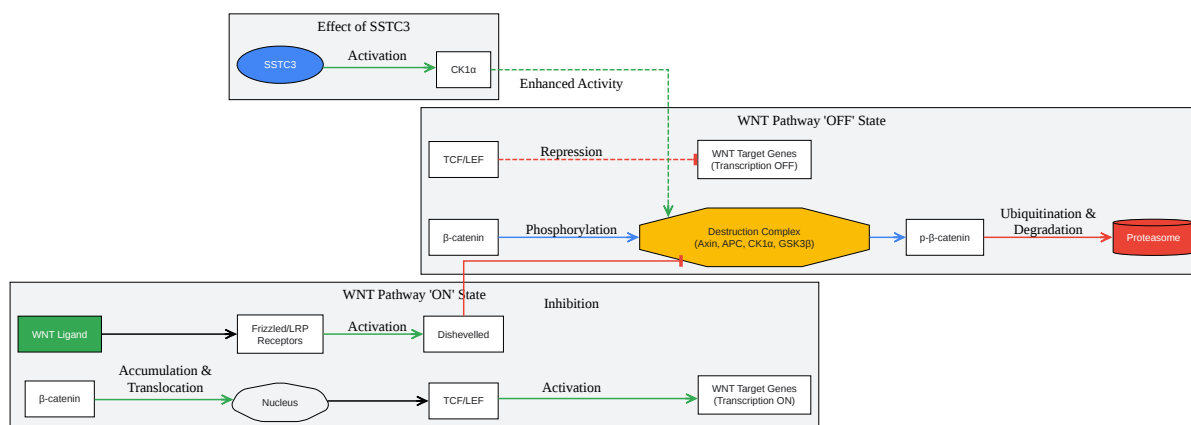 Effect of SSTC3
SSTC3
Activation
CK1α
Enhanced Activity
WNT Pathway 'OFF' State
TCF/LEF
Repression
WNT Target Genes
(Transcription OFF)
β-catenin
Phosphorylation
Destruction Complex
(Axin, APC, CK1α, GSK3β)
p-β-catenin
Ubiquitination &
Degradation
Proteasome
WNT Pathway 'ON' State
Inhibition
WNT Ligand
Frizzled/LRP
Receptors
Activation
Dishevelled
β-catenin
Accumulation &
Translocation
Nucleus
TCF/LEF
Activation
WNT Target Genes
(Transcription ON)